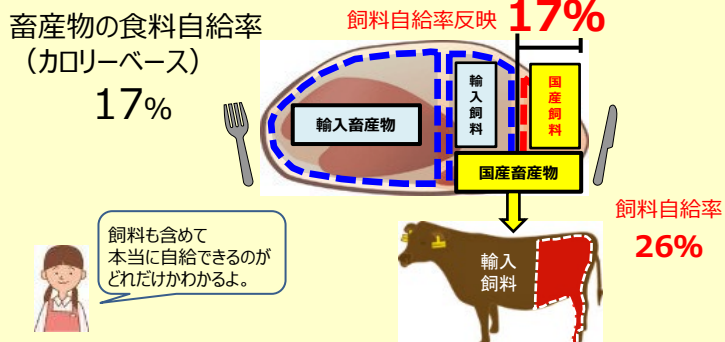 畜産物の食料自給率
（カロリーベース）
17%
飼料自給率反映 17%
輸入畜産物
輸入飼料
国産飼料
国産畜産物
飼料自給率
26%
輸入
飼料
飼料も含めて
本当に自給できるのが
どれだけかわかるよ。